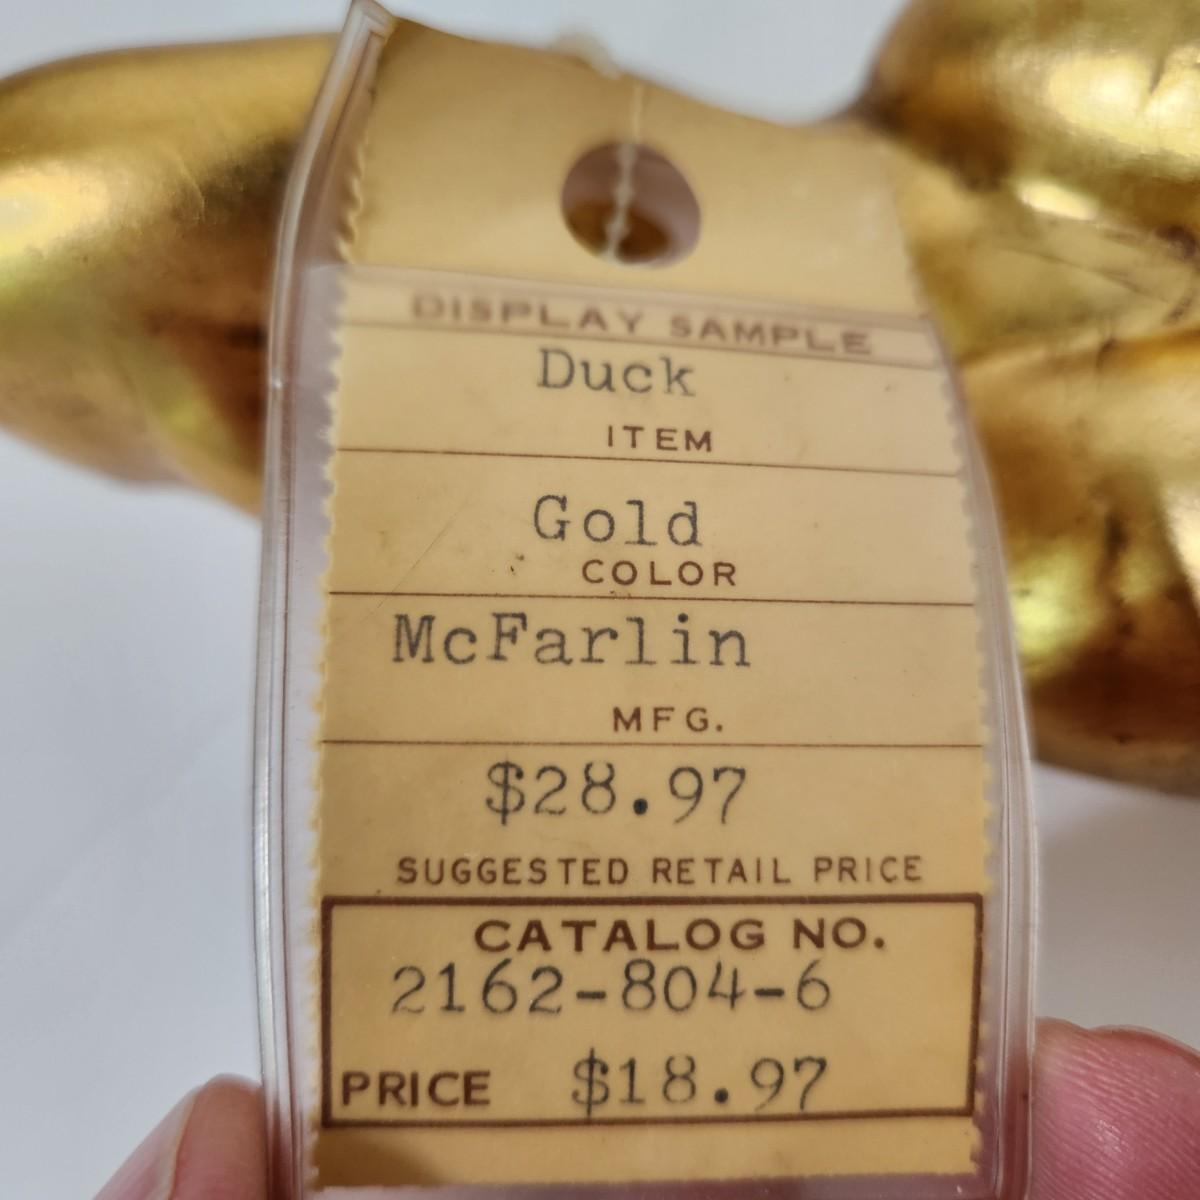 DISPLAY SAMPLE
Duck
ITEM
Gold
COLOR
McFarlin
MFG.
$28.97
SUGGESTED RETAIL PRICE
CATALOG NO.
2162-804-6
PRICE $18.97